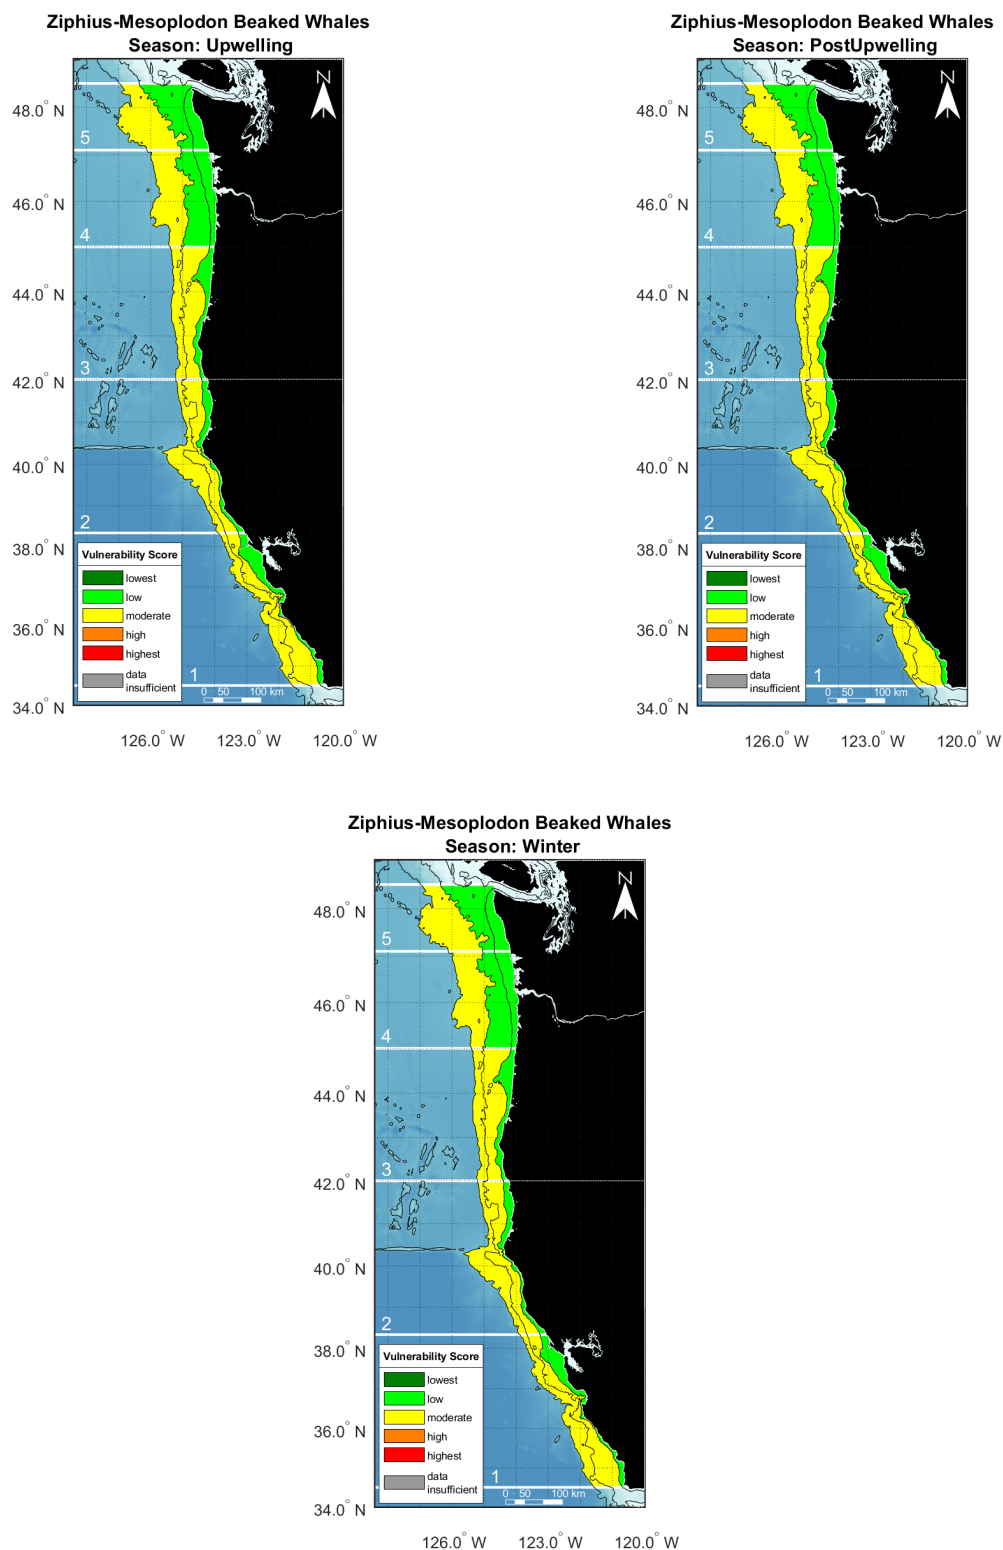 Ziphius-Mesoplodon Beaked Whales
Season: Upwelling
N
48.0° N
5
46.0° N
4
44.0° N
3
42.0° N
40.0° N
2
38.0° N
Vulnerability Score
lowest
low
moderate
36.0° N
high
highest
data
insufficient
1
0 50 100 km
34.0° N
126.0° W 123.0° W 120.0° W
Ziphius-Mesoplodon Beaked Whales
Season: PostUpwelling
N
48.0° N
5
46.0° N
4
44.0° N
3
42.0° N
40.0° N
2
38.0° N
Vulnerability Score
lowest
low
moderate
36.0° N
high
highest
data
insufficient
1
0 50 100 km
34.0° N
126.0° W 123.0° W 120.0° W
Ziphius-Mesoplodon Beaked Whales
Season: Winter
N
48.0° N
5
46.0° N
4
44.0° N
3
42.0° N
40.0° N
2
38.0° N
Vulnerability Score
lowest
low
moderate
36.0° N
high
highest
data
insufficient
1
0 50 100 km
34.0° N
126.0° W 123.0° W 120.0° W